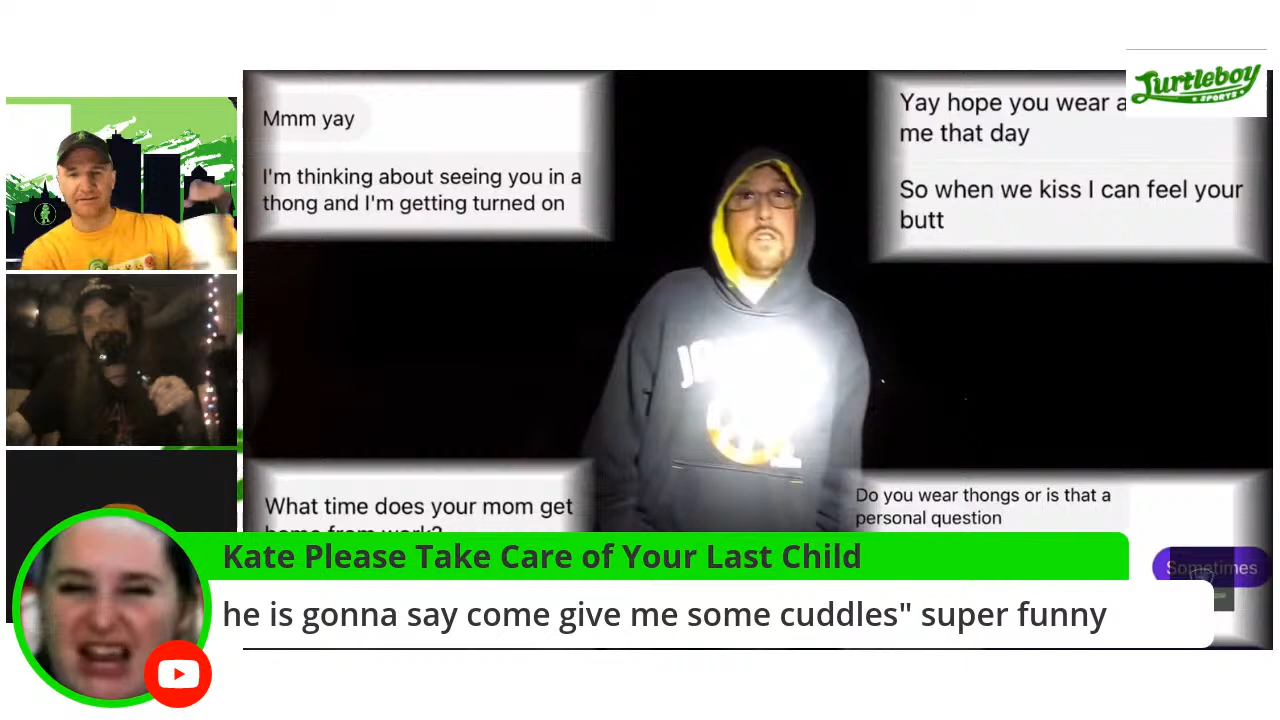 Turtleboy
SPORTS
Mmm yay
I'm thinking about seeing you in a
thong and I'm getting turned on
Yay hope you wear a
me that day
So when we kiss I can feel your
butt
What time does your mom get
home from work?
Do you wear thongs or is that a
personal question
Sometimes
Kate Please Take Care of Your Last Child
he is gonna say come give me some cuddles" super funny